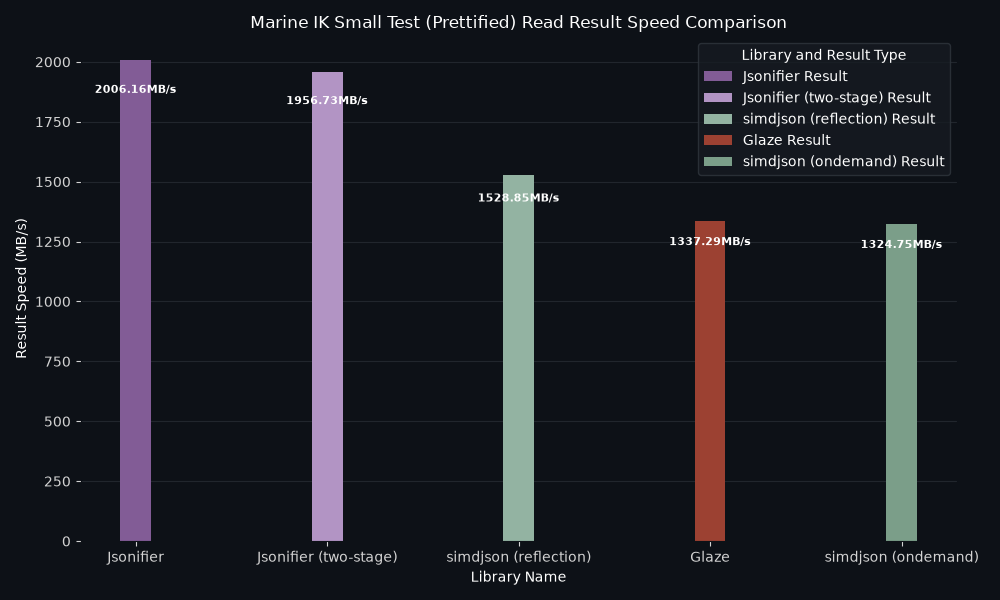 Marine IK Small Test (Prettified) Read Result Speed Comparison
Library and Result Type
Jsonifier Result
Jsonifier (two-stage) Result
simdjson (reflection) Result
Glaze Result
simdjson (ondemand) Result
Result Speed (MB/s)
2000
1750
1500
1250
1000
750
500
250
0
2006.16MB/s
1956.73MB/s
1528.85MB/s
1337.29MB/s
1324.75MB/s
Jsonifier
Jsonifier (two-stage)
simdjson (reflection)
Glaze
simdjson (ondemand)
Library Name